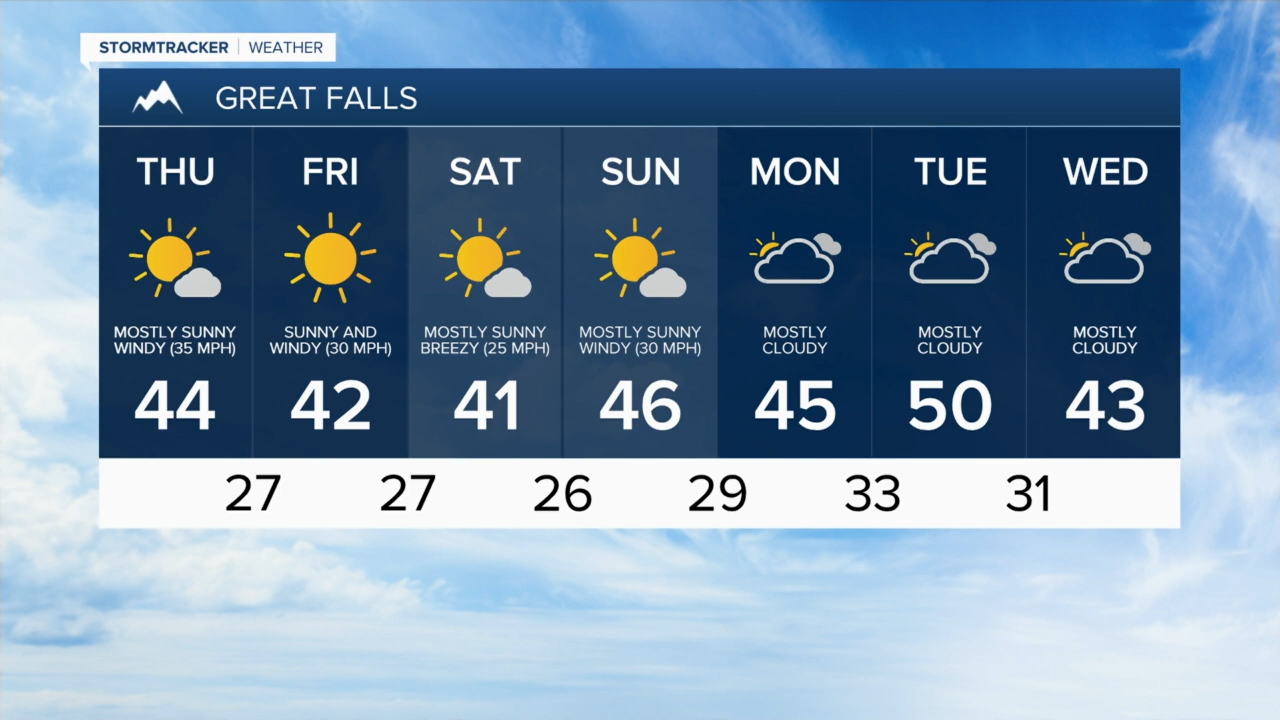 STORMTRACKER | WEATHER
GREAT FALLS
THU FRI SAT SUN MON TUE WED
MOSTLY SUNNY SUNNY AND MOSTLY SUNNY MOSTLY SUNNY MOSTLY MOSTLY MOSTLY
WINDY (35 MPH) WINDY (30 MPH) BREEZY (25 MPH) WINDY (30 MPH) CLOUDY CLOUDY CLOUDY
44 42 41 46 45 50 43
27 27 26 29 33 31